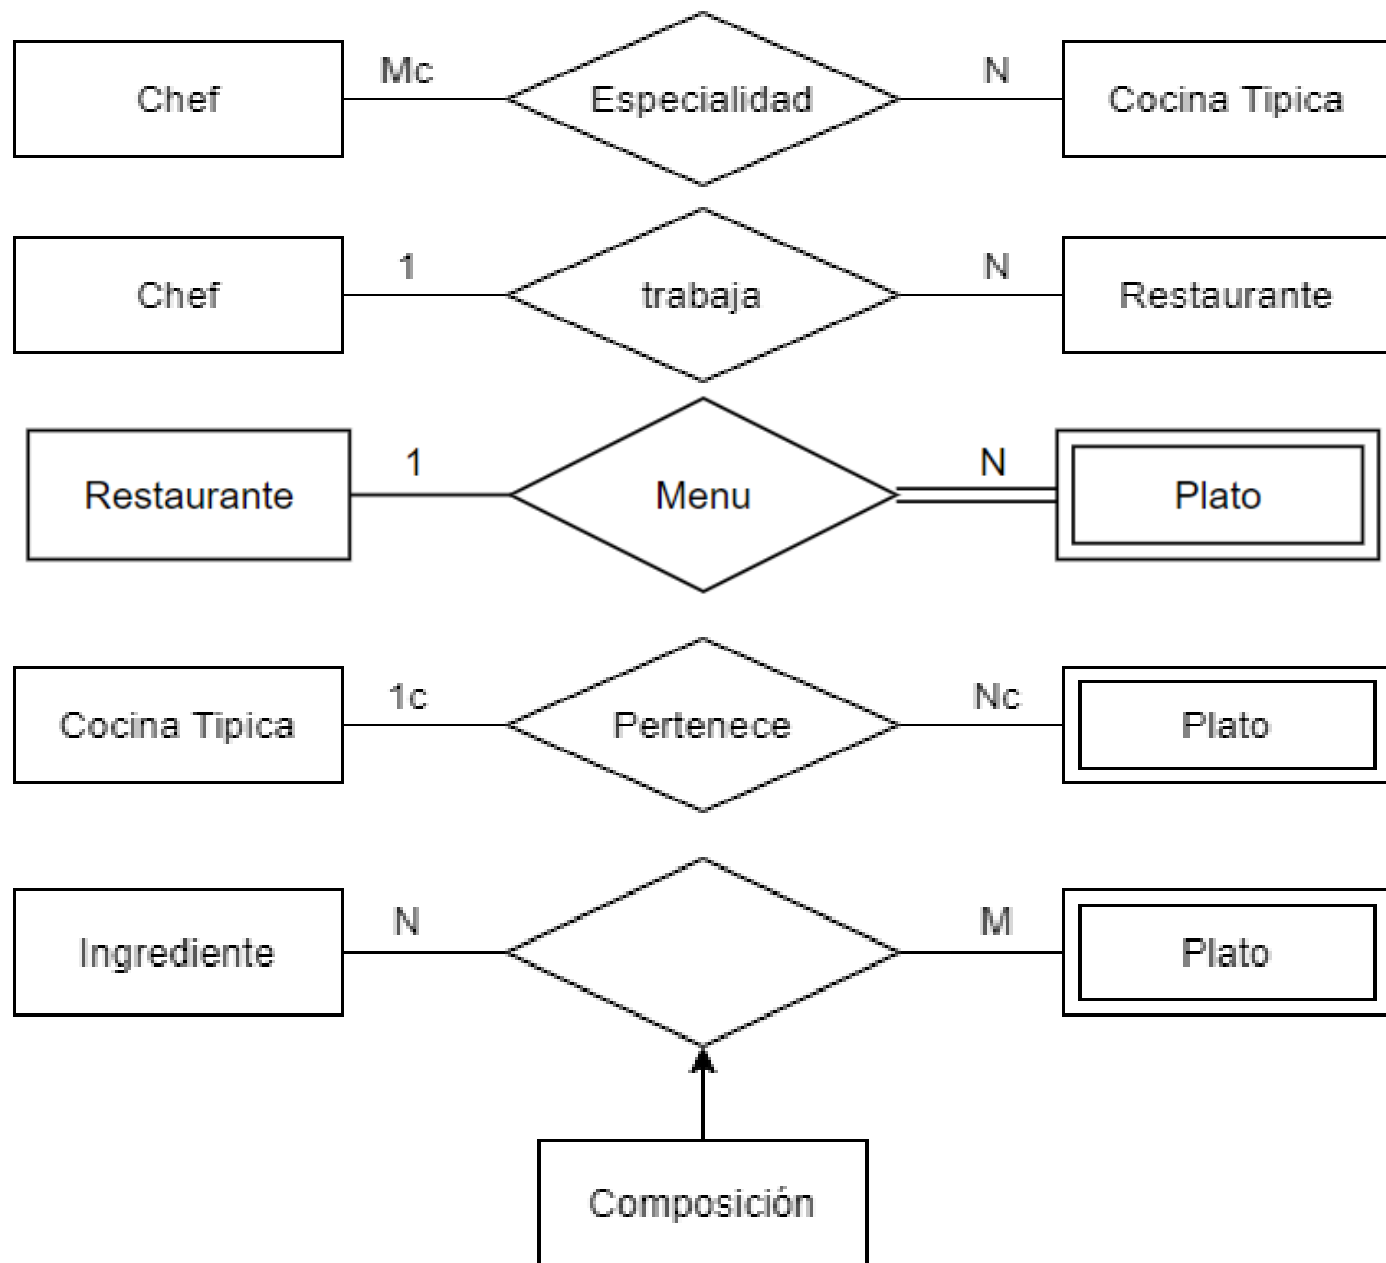 Chef Mc Especialidad N Cocina Tipica
Chef 1 trabaja N Restaurante
Restaurante 1 Menu N Plato
Cocina Tipica 1c Pertenece Nc Plato
Ingrediente N M Plato
Composición